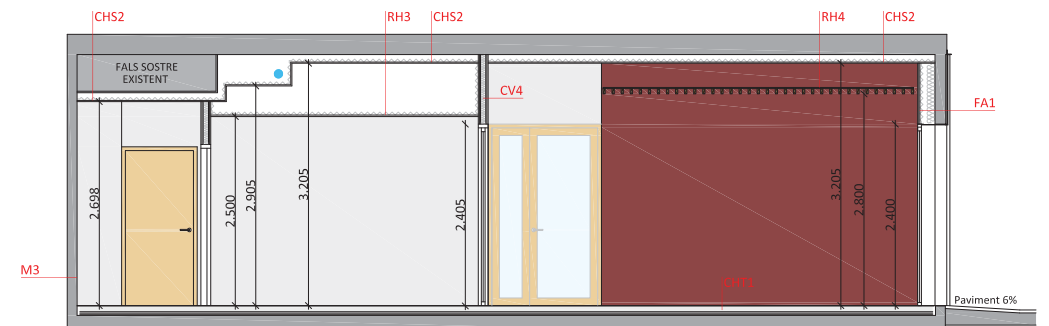 CHS2
RH3
CHS2
RH4
CHS2
FALS SOSTRE
EXISTENT
CV4
FA1
2.698
2.500
2.905
3.205
2.405
3.205
2.800
2.400
M3
Paviment 6%